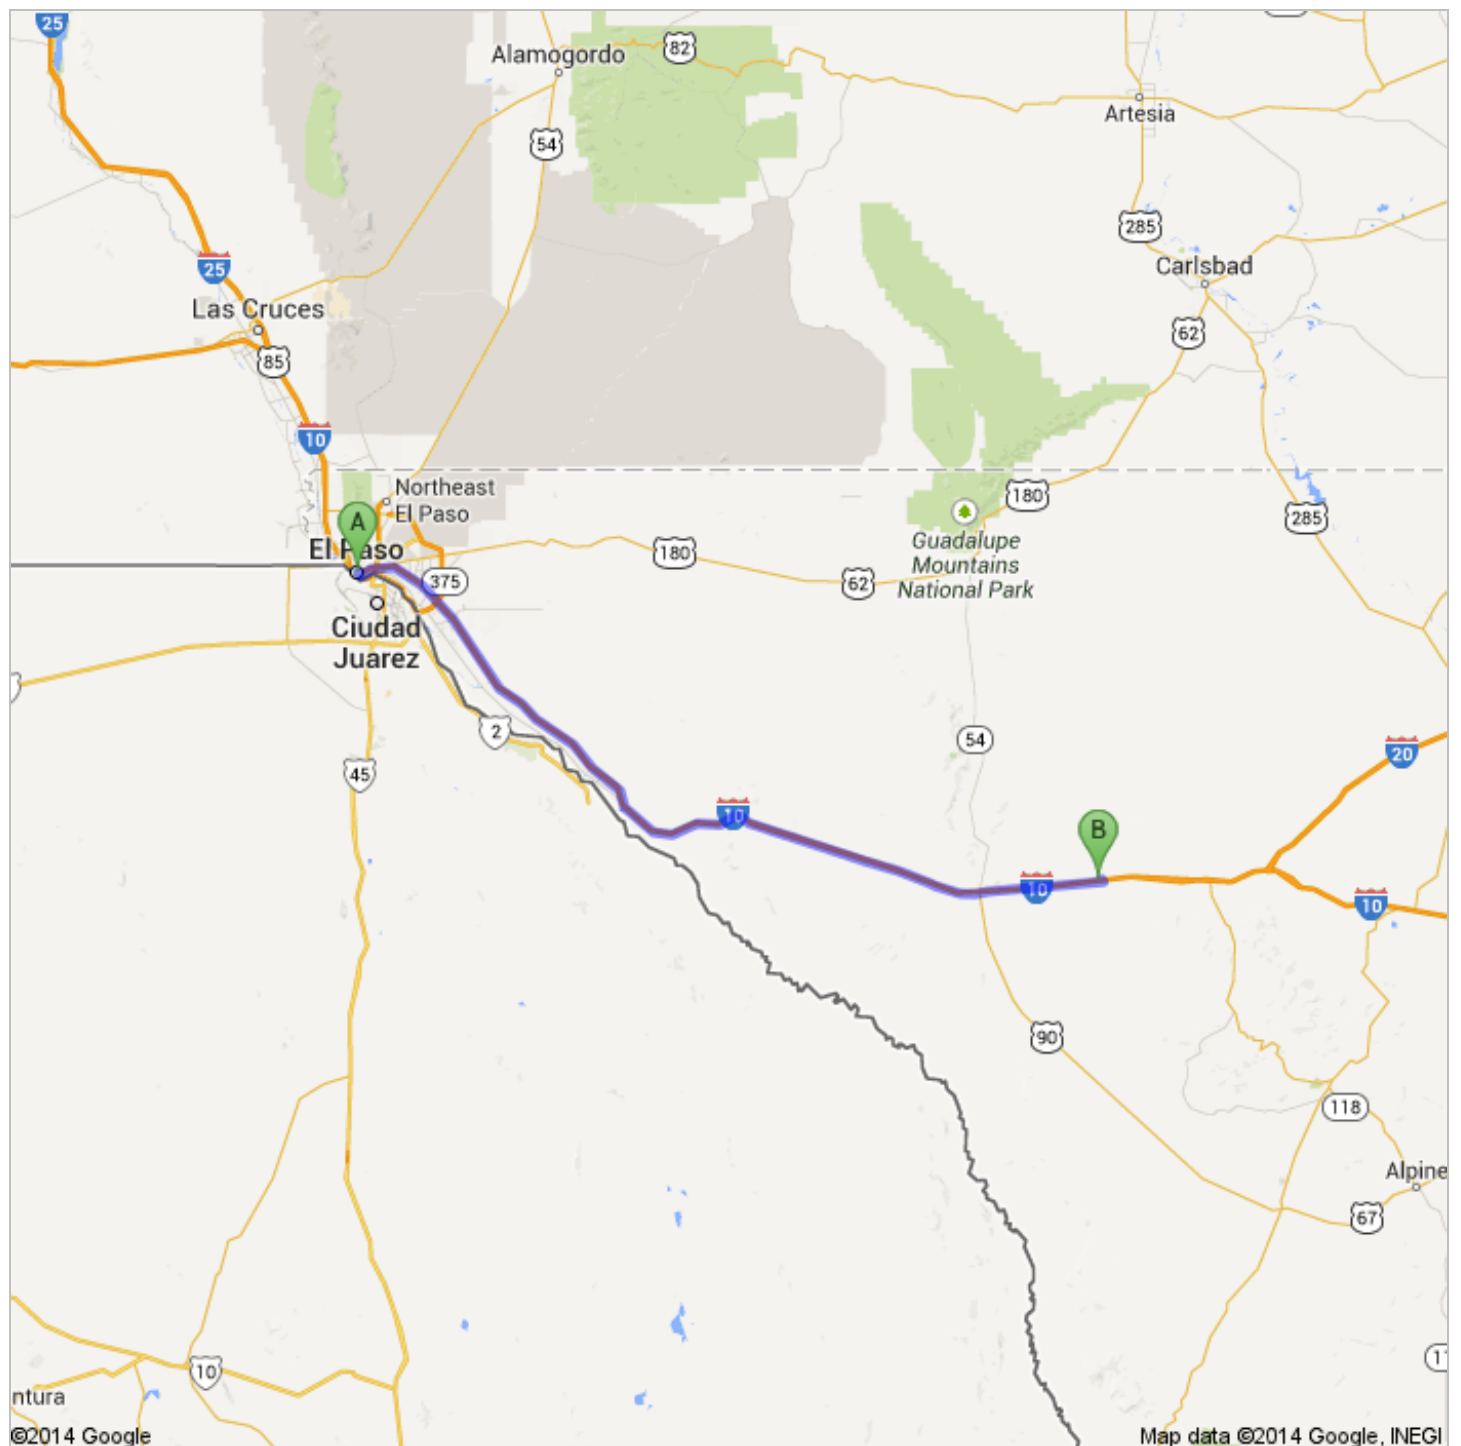 25
Alamogordo
82
54
Artesia
285
25
Carlsbad
Las Cruces
62
85
10
Northeast
El Paso
180
A
285
El Paso
Guadalupe
Mountains
National Park
180
375
62
Ciudad
Juarez
2
54
20
45
10
B
10
10
90
118
Alpine
67
10
ntura
©2014 Google
Map data ©2014 Google, INEGI